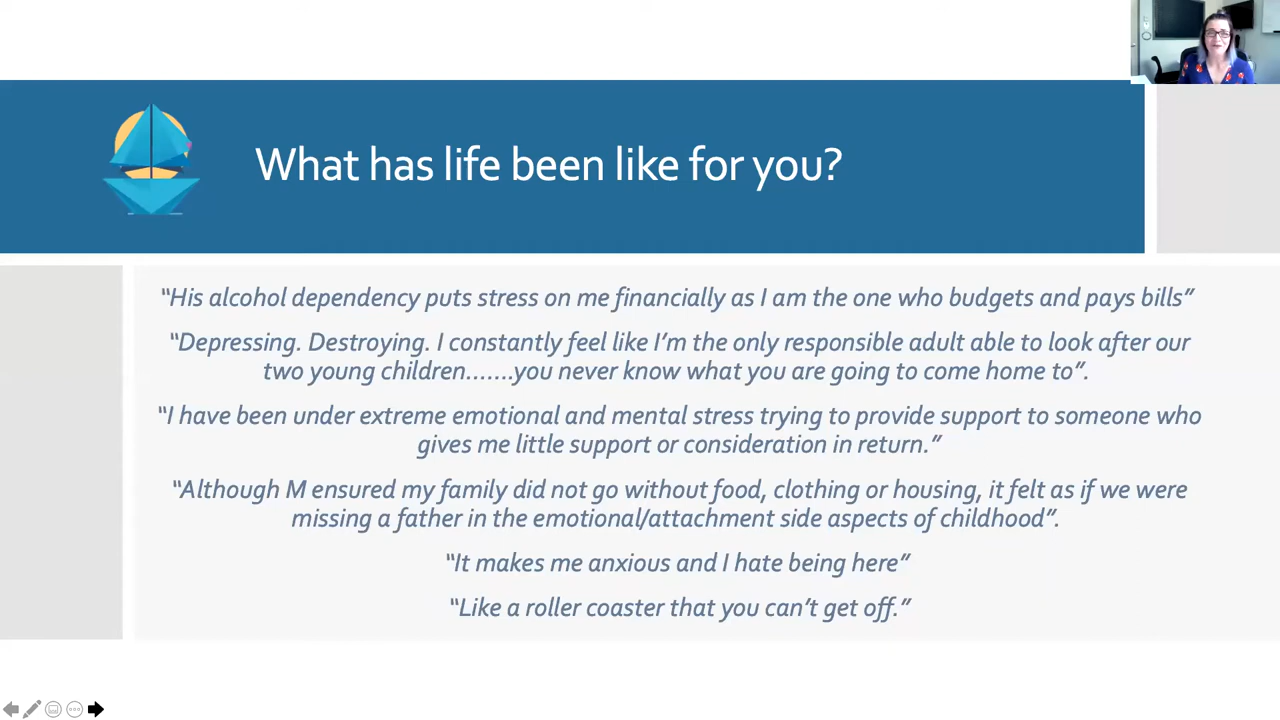 What has life been like for you?
“His alcohol dependency puts stress on me financially as I am the one who budgets and pays bills”
“Depressing. Destroying. I constantly feel like I’m the only responsible adult able to look after our
two young children.......you never know what you are going to come home to”.
“I have been under extreme emotional and mental stress trying to provide support to someone who
gives me little support or consideration in return.”
“Although M ensured my family did not go without food, clothing or housing, it felt as if we were
missing a father in the emotional/attachment side aspects of childhood”.
“It makes me anxious and I hate being here”
“Like a roller coaster that you can’t get off.”